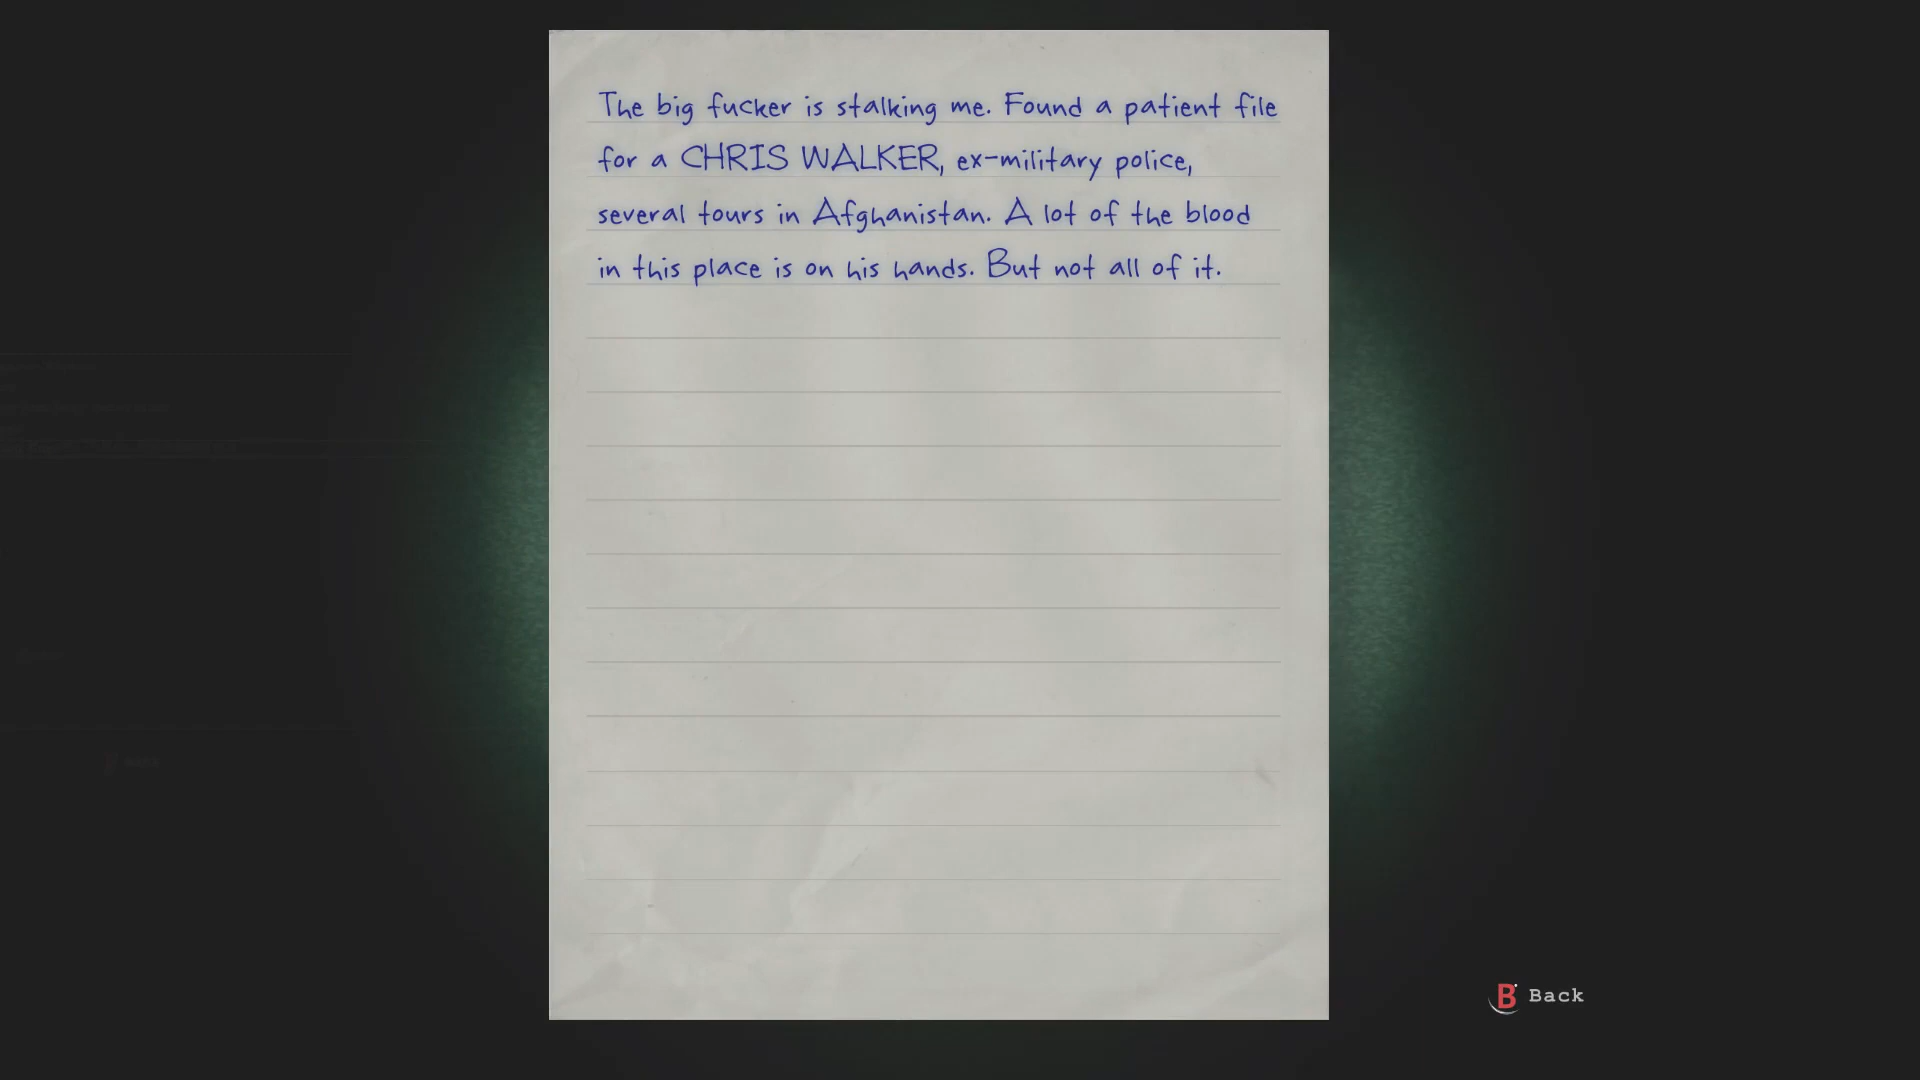 The big fucker is stalking me. Found a patient file
for a CHRIS WALKER, ex-military police,
several tours in Afghanistan. A lot of the blood
in this place is on his hands. But not all of it.
B Back